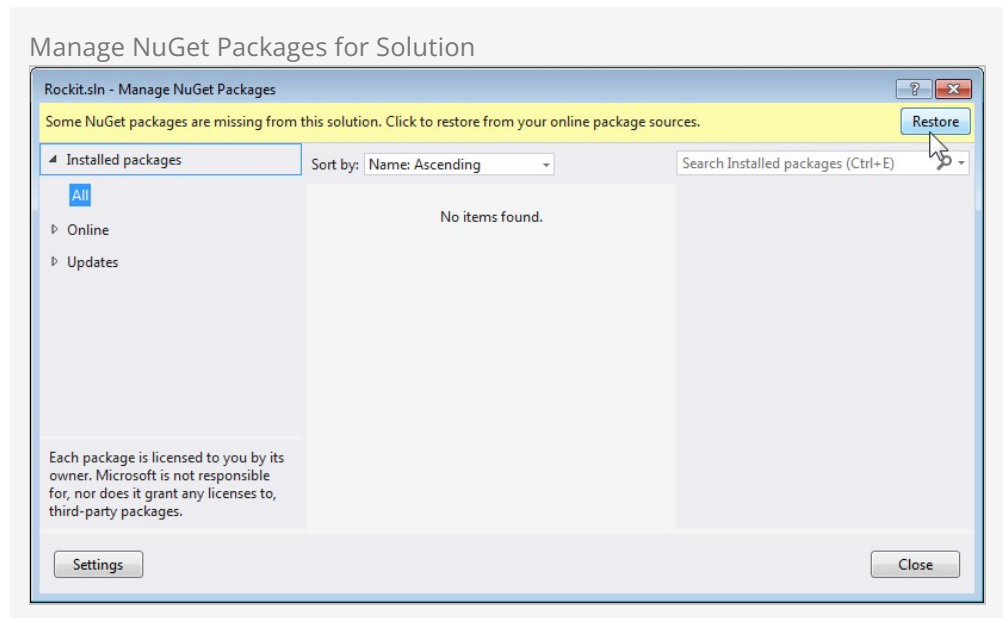 Manage NuGet Packages for Solution
Rockit.sln - Manage NuGet Packages
?
Some NuGet packages are missing from this solution. Click to restore from your online package sources.
Restore
Installed packages
Sort by: Name: Ascending
Search Installed packages (Ctrl+E)
All
No items found.
Online
Updates
Each package is licensed to you by its
owner. Microsoft is not responsible
for, nor does it grant any licenses to,
third-party packages.
Settings
Close